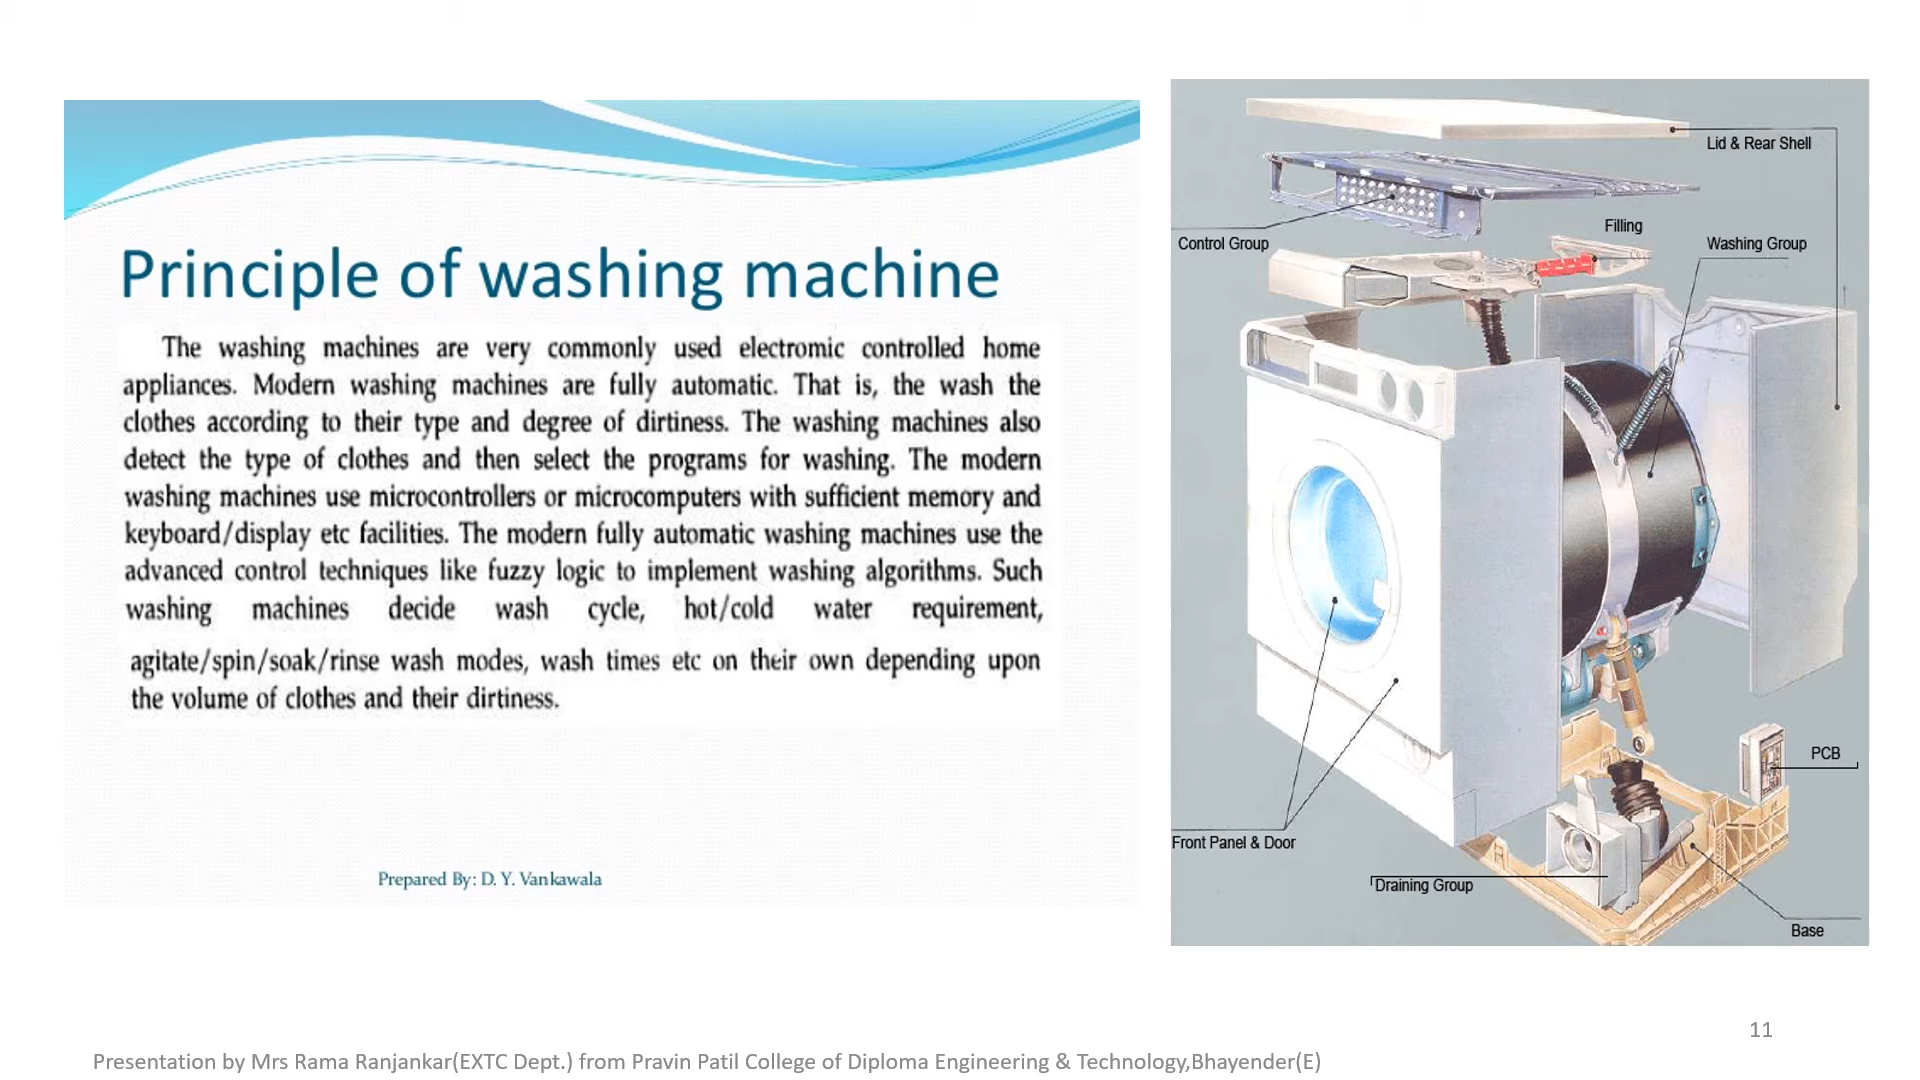 Principle of washing machine
The washing machines are very commonly used electromic controlled home
appliances. Modern washing machines are fully automatic. That is, the wash the
clothes according to their type and degree of dirtiness. The washing machines also
detect the type of clothes and then select the programs for washing. The modern
washing machines use microcontrollers or microcomputers with sufficient memory and
keyboard/display etc facilities. The modern fully automatic washing machines use the
advanced control techniques like fuzzy logic to implement washing algorithms. Such
washing machines decide wash cycle, hot/cold water requirement,
agitate/spin/soak/rinse wash modes, wash times etc on their own depending upon
the volume of clothes and their dirtiness.
Prepared By: D. Y. Vankawala
Lid & Rear Shell
Filling
Control Group
Washing Group
PCB
Front Panel & Door
Draining Group
Base
11
Presentation by Mrs Rama Ranjankar(EXTC Dept.) from Pravin Patil College of Diploma Engineering & Technology,Bhayender(E)